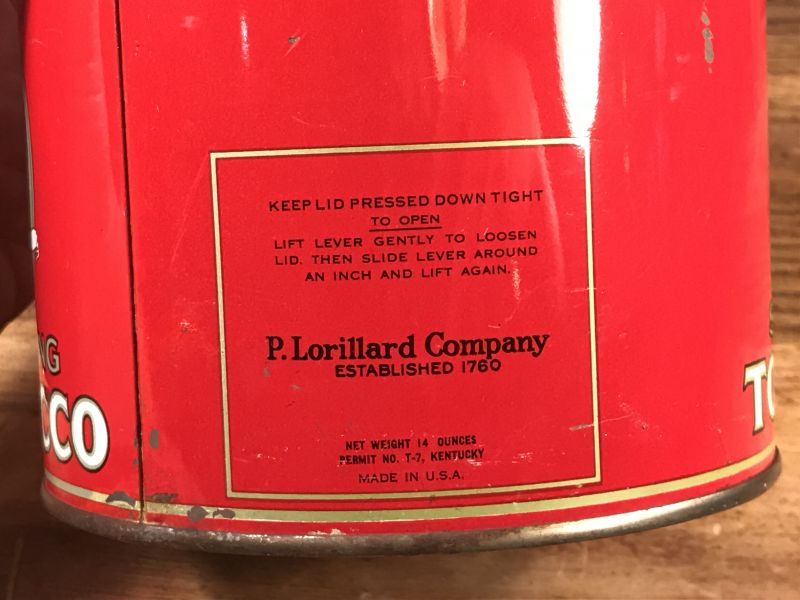 KEEP LID PRESSED DOWN TIGHT
TO OPEN
LIFT LEVER GENTLY TO LOOSEN
LID. THEN SLIDE LEVER AROUND
AN INCH AND LIFT AGAIN.
P. Lorillard Company
ESTABLISHED 1760
NET WEIGHT 14 OUNCES
PERMIT NO. T-7, KENTUCKY
MADE IN U.S.A.